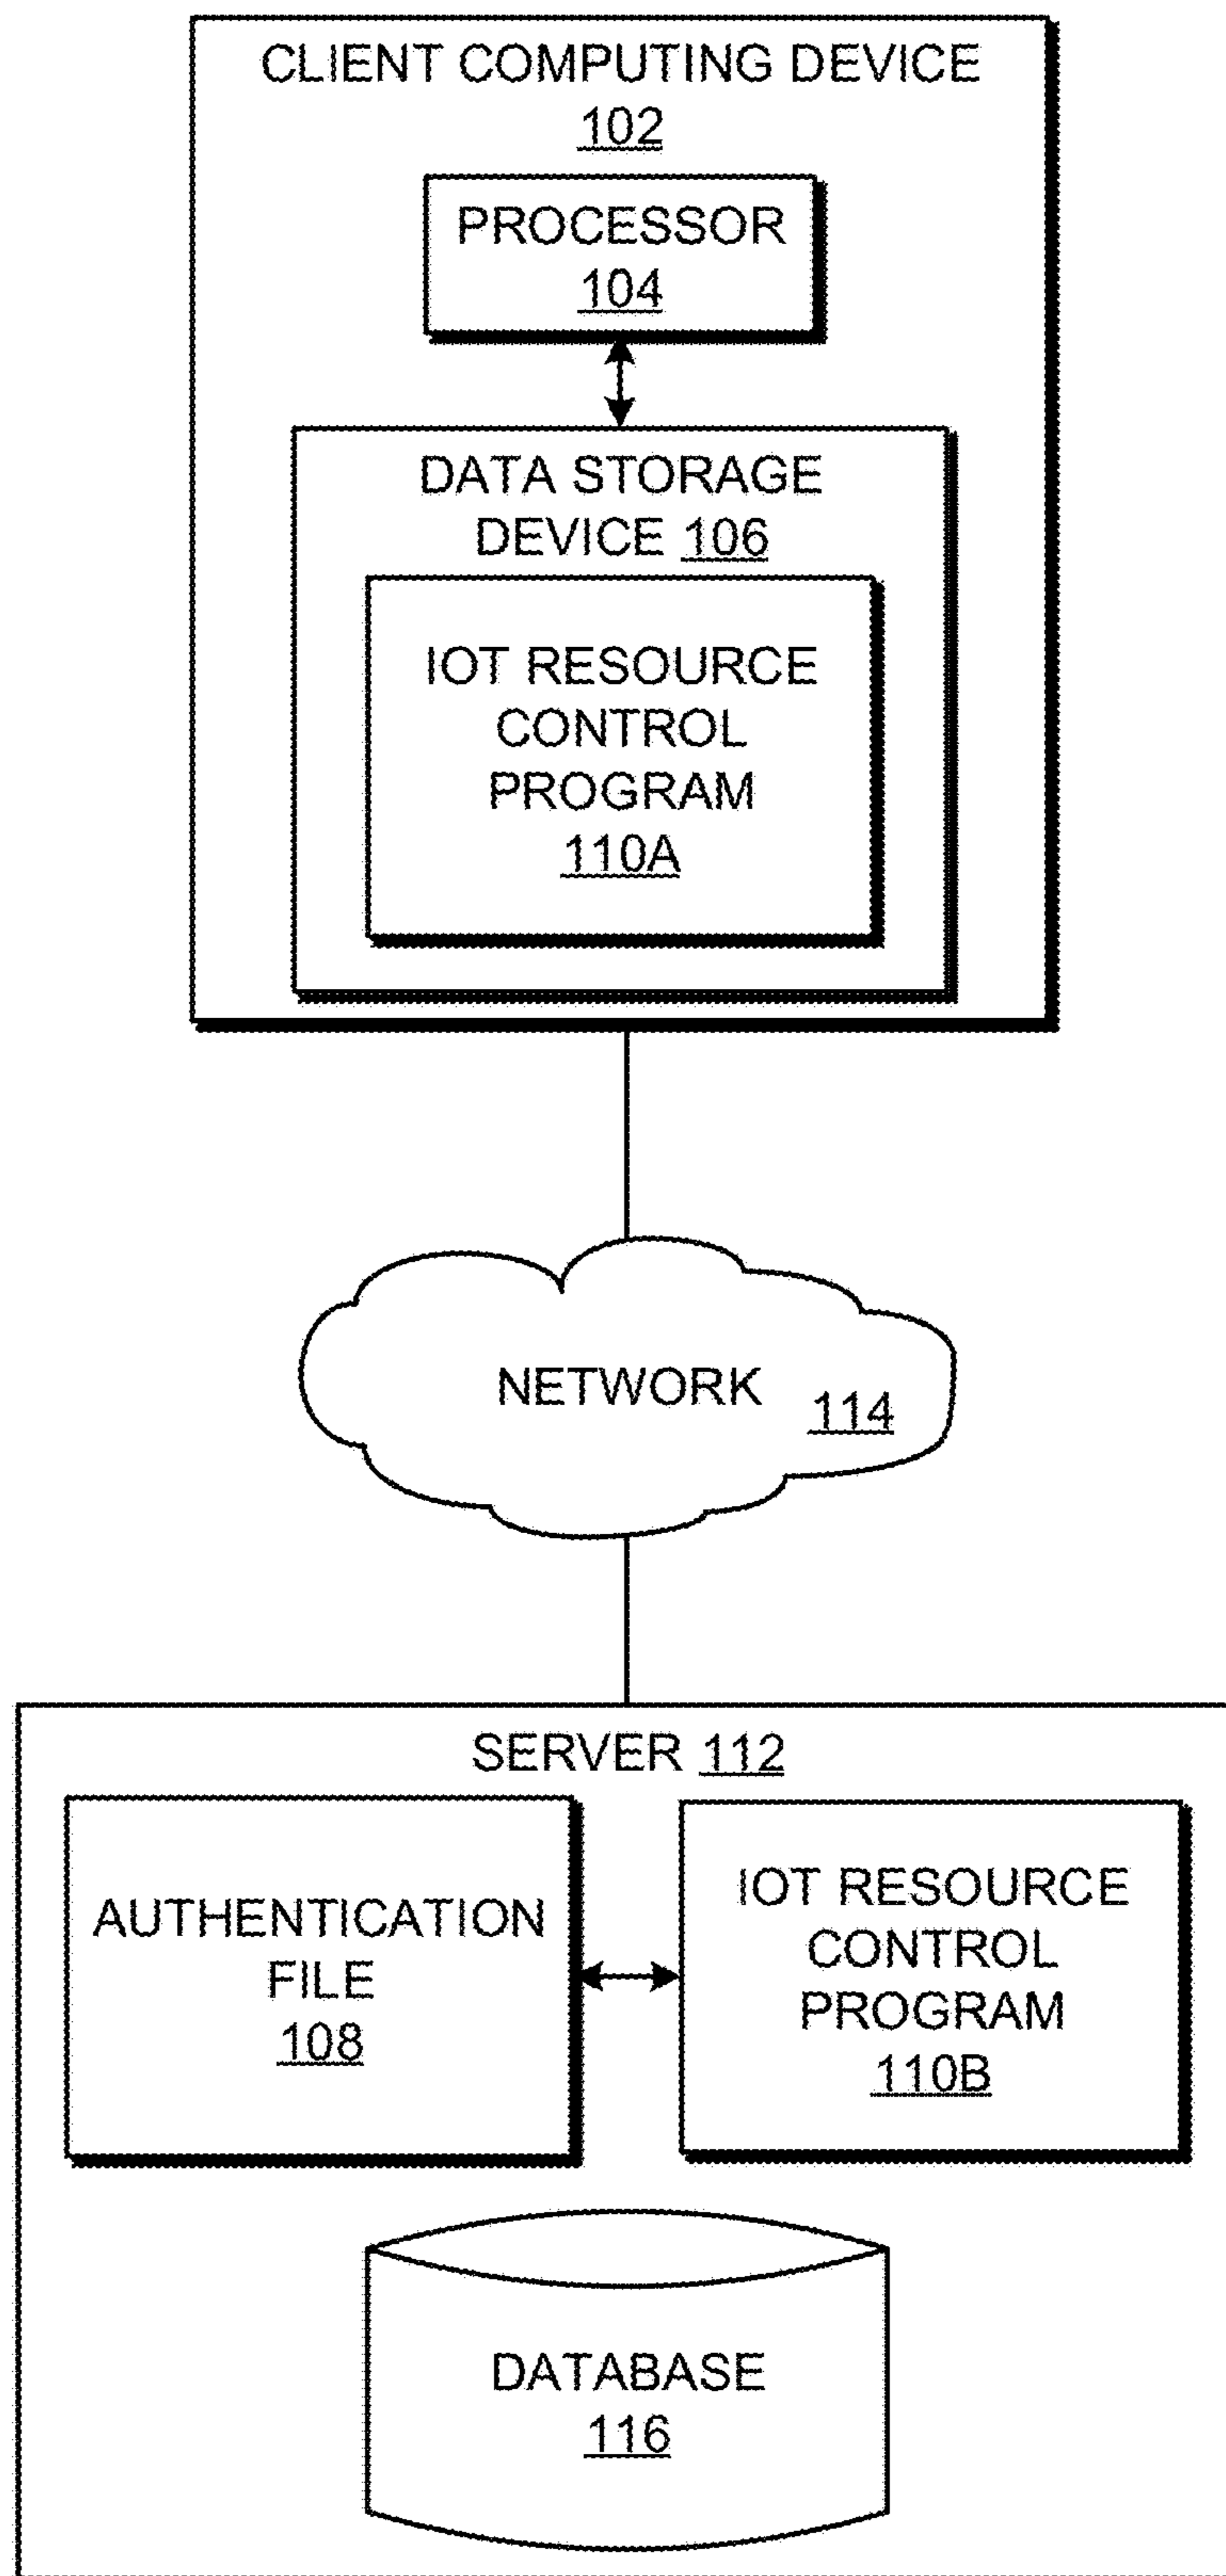 CLIENT COMPUTING DEVICE
102
PROCESSOR
104
DATA STORAGE
DEVICE 106
IOT RESOURCE
CONTROL
PROGRAM
110A
NETWORK 114
SERVER 112
AUTHENTICATION
FILE
108
IOT RESOURCE
CONTROL
PROGRAM
110B
DATABASE
116